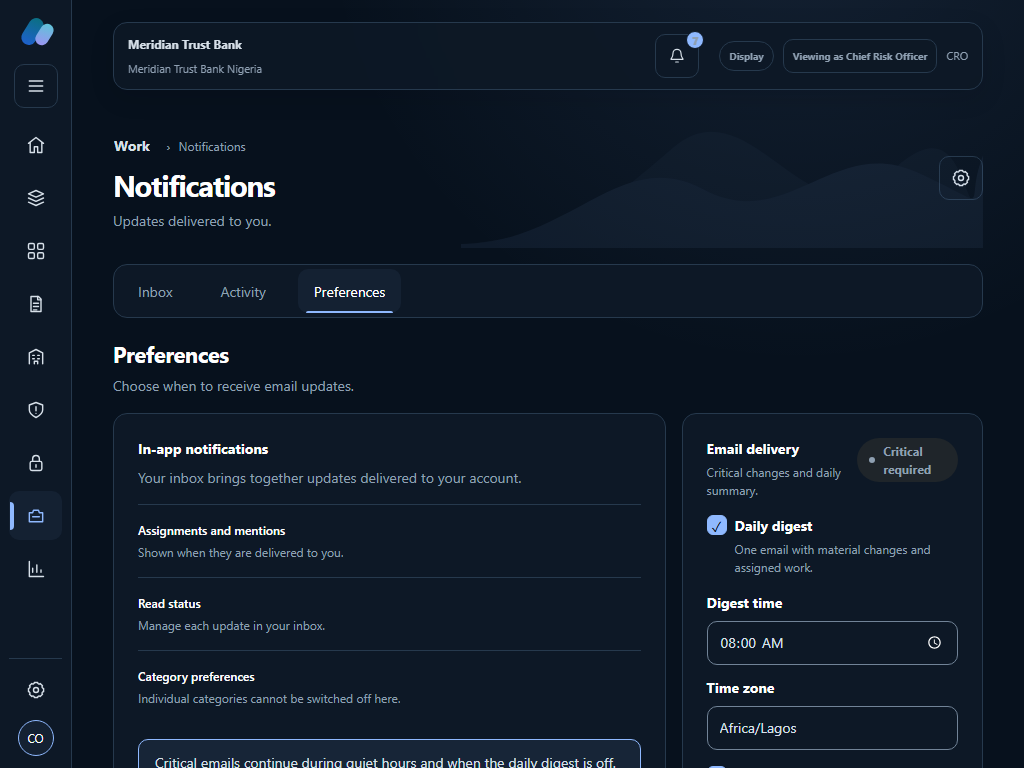 Meridian Trust Bank
Meridian Trust Bank Nigeria
7
Display
Viewing as Chief Risk Officer
CRO
Work › Notifications
Notifications
Updates delivered to you.
Inbox
Activity
Preferences
Preferences
Choose when to receive email updates.
In-app notifications
Your inbox brings together updates delivered to your account.
Assignments and mentions
Shown when they are delivered to you.
Read status
Manage each update in your inbox.
Category preferences
Individual categories cannot be switched off here.
Critical emails continue during quiet hours and when the daily digest is off.
Email delivery
Critical changes and daily
summary.
Critical
required
Daily digest
One email with material changes and
assigned work.
Digest time
08:00 AM
Time zone
Africa/Lagos
CO